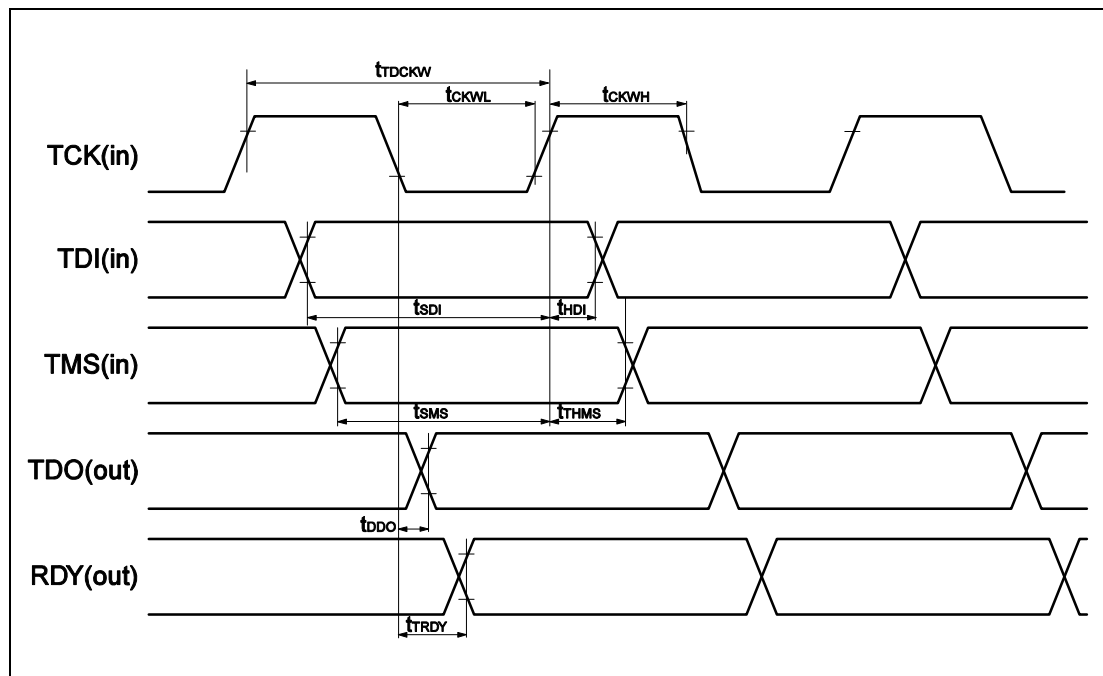 tTDCKW
tCKWL
tCKWH
TCK(in)
TDI(in)
tSDI
tHDI
TMS(in)
tSMS
tTHMS
TDO(out)
tDDO
RDY(out)
tTRDY